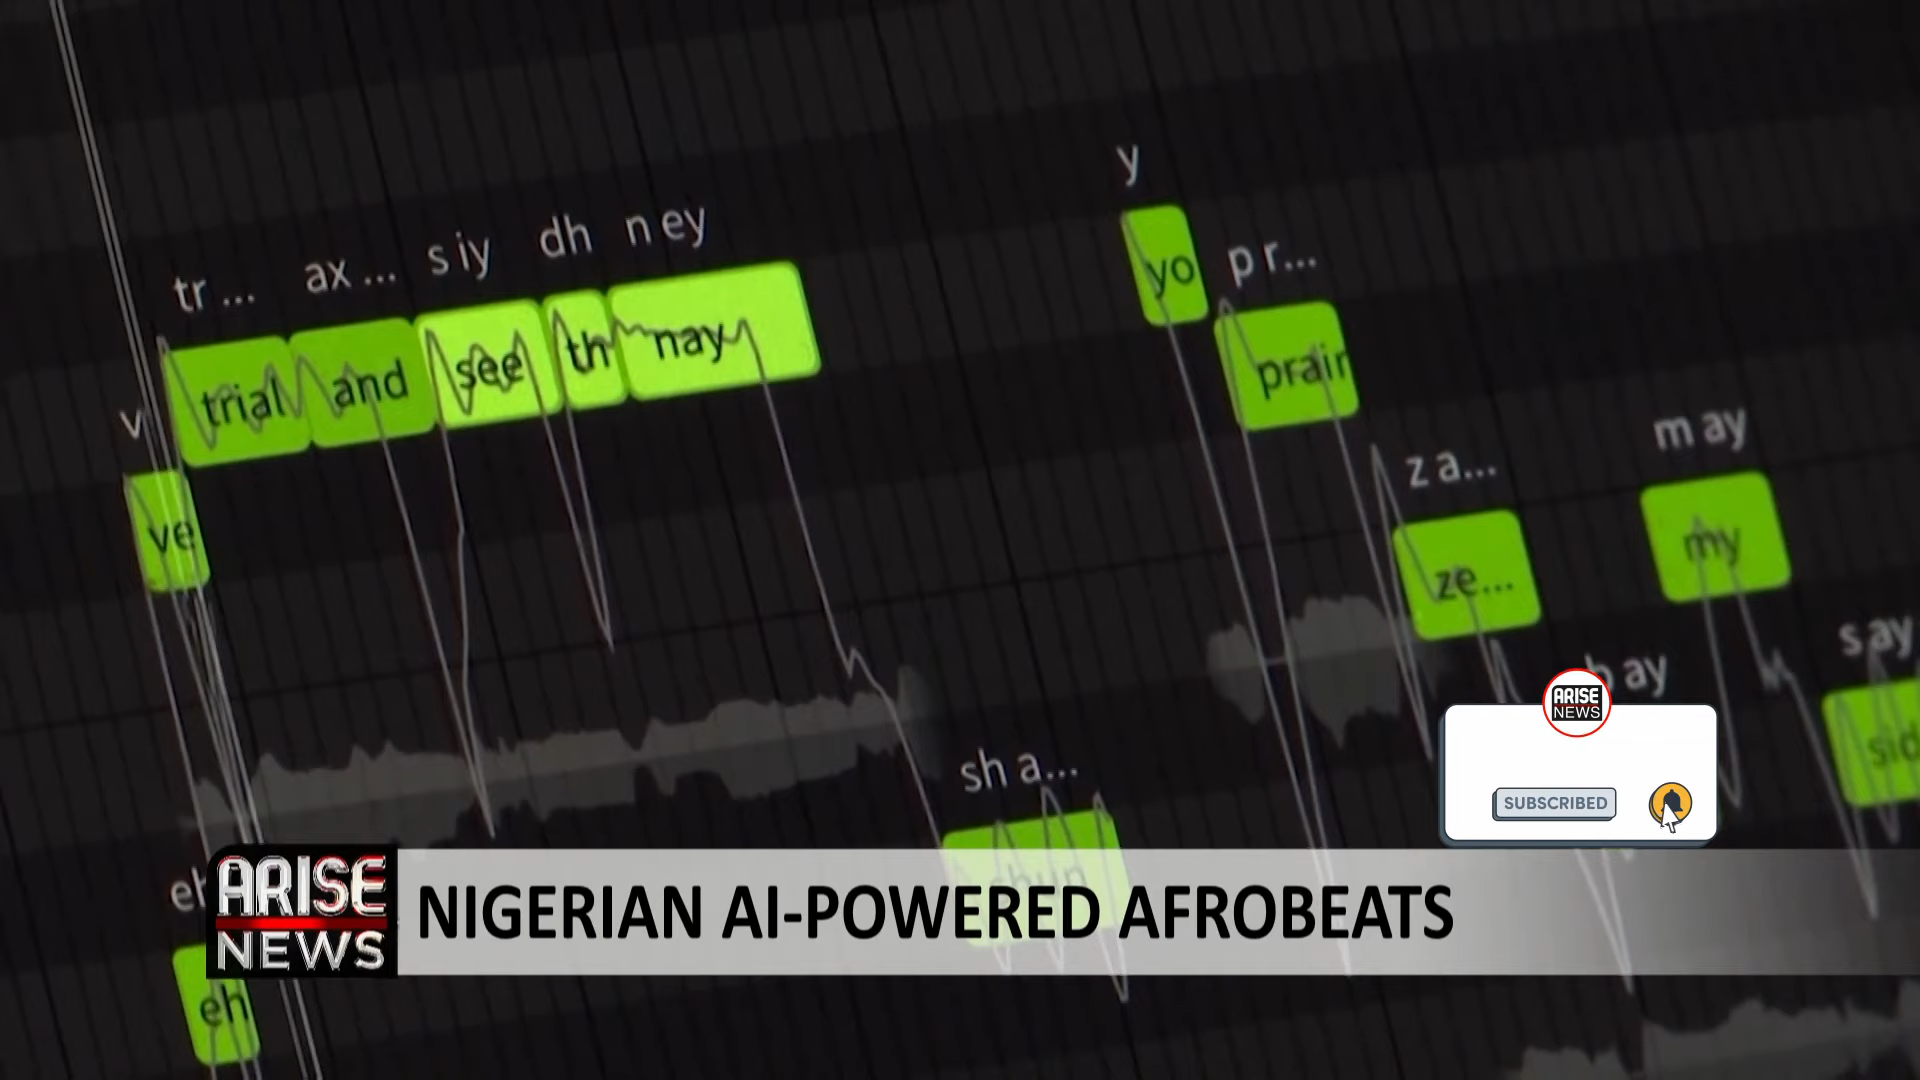 y
tr... ax... s iy dh n ey
p r...
yo
trial and see th nay
prair
v
z a...
m ay
ve
ze...
my
s ay
ay
ARISE
NEWS
sh a...
sid
SUBSCRIBED
ARISE
NEWS
NIGERIAN AI-POWERED AFROBEATS
eh